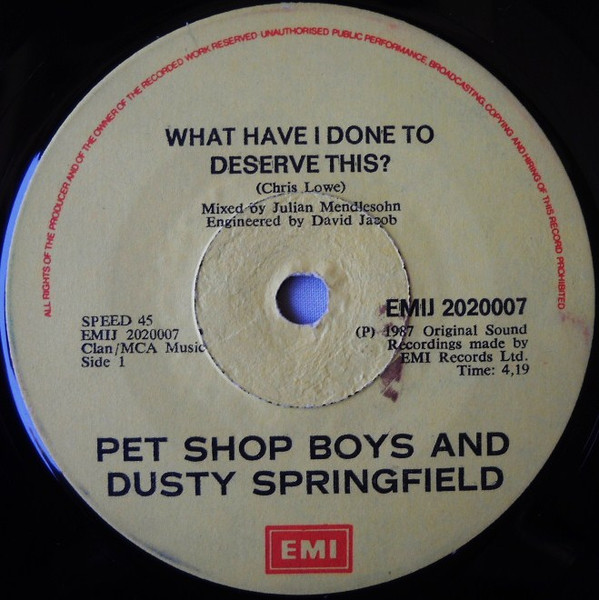 ALL RIGHTS OF THE PRODUCER AND OF THE OWNER OF THE RECORDED WORK RESERVED UNAUTHORISED PUBLIC PERFORMANCE, BROADCASTING, COPYING AND HIRING OF THIS RECORD PROHIBITED
WHAT HAVE I DONE TO
DESERVE THIS?
(Chris Lowe)
Mixed by Julian Mendlesohn
Engineered by David Jacob
SPEED 45
EMIJ 2020007
Clan/MCA Music
Side 1
EMIJ 2020007
(P) 1987 Original Sound
Recordings made by
EMI Records Ltd.
Time: 4,19
PET SHOP BOYS AND
DUSTY SPRINGFIELD
EMI